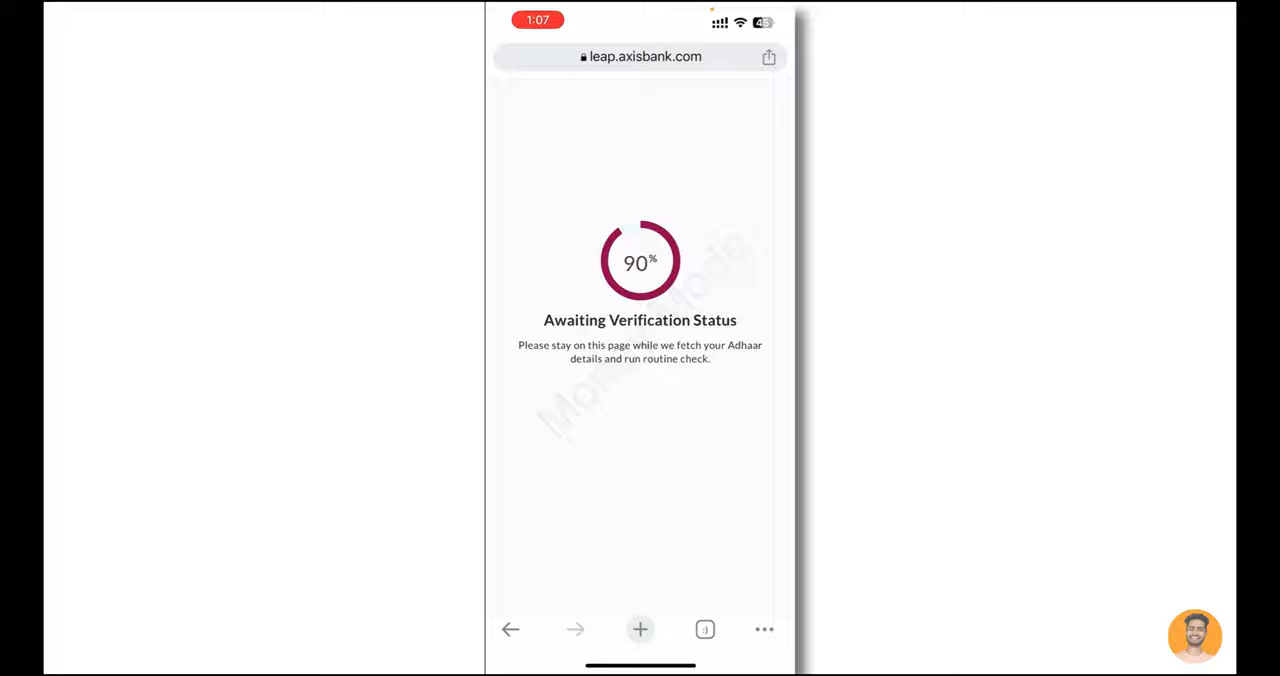 1:07
45
leap.axisbank.com
90%
Awaiting Verification Status
Please stay on this page while we fetch your Adhaar
details and run routine check.
:)